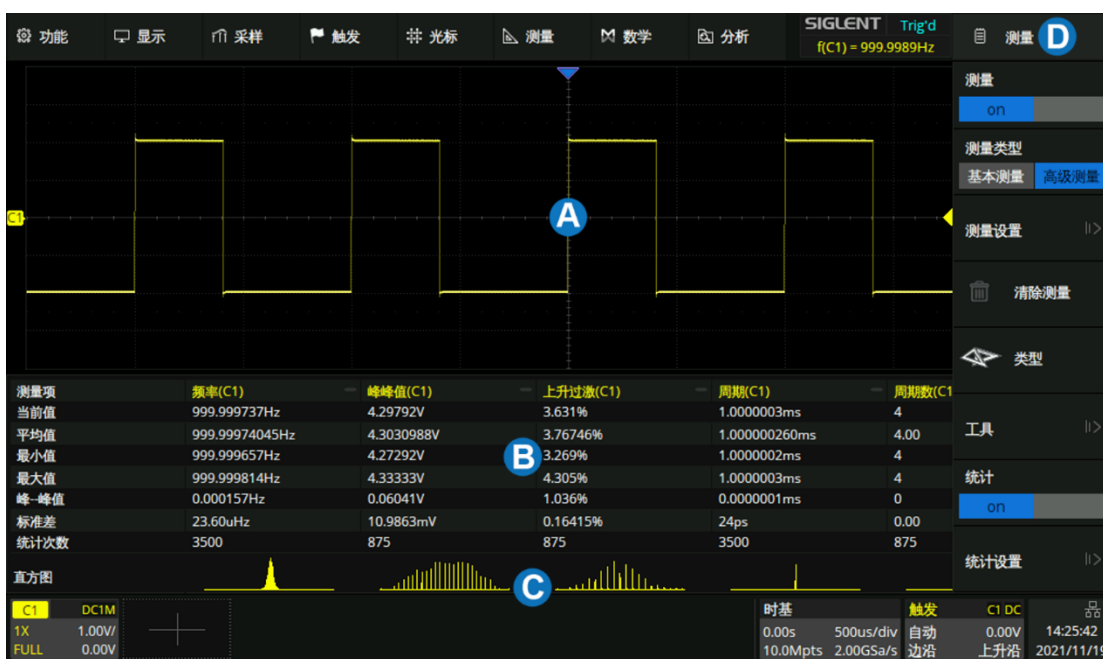 功能 显示 采样 触发 光标 测量 数学 分析 SIGLENT Trig'd 测量 D
f(C1) = 999.9989Hz
测量
on
测量类型
基本测量 高级测量
C1 A
测量设置
清除测量
类型
测量项 频率(C1) 峰峰值(C1) 上升过激(C1) 周期(C1) 周期数(C1
当前值 999.999737Hz 4.29792V 3.631% 1.0000003ms 4
平均值 999.99974045Hz 4.3030988V 3.76746% 1.000000260ms 4.00
工具
最小值 999.999657Hz 4.27292V B 3.269% 1.0000002ms 4
最大值 999.999814Hz 4.33333V 4.305% 1.0000003ms 4
统计
峰--峰值 0.000157Hz 0.06041V 1.036% 0.0000001ms 0
on
标准差 23.60uHz 10.9863mV 0.16415% 24ps 0.00
统计次数 3500 875 875 3500 875
统计设置
直方图 C
C1 DC1M 时基 触发 C1 DC
1X 1.00V/ 0.00s 500us/div 自动 0.00V 14:25:42
FULL 0.00V 10.0Mpts 2.00GSa/s 边沿 上升沿 2021/11/19